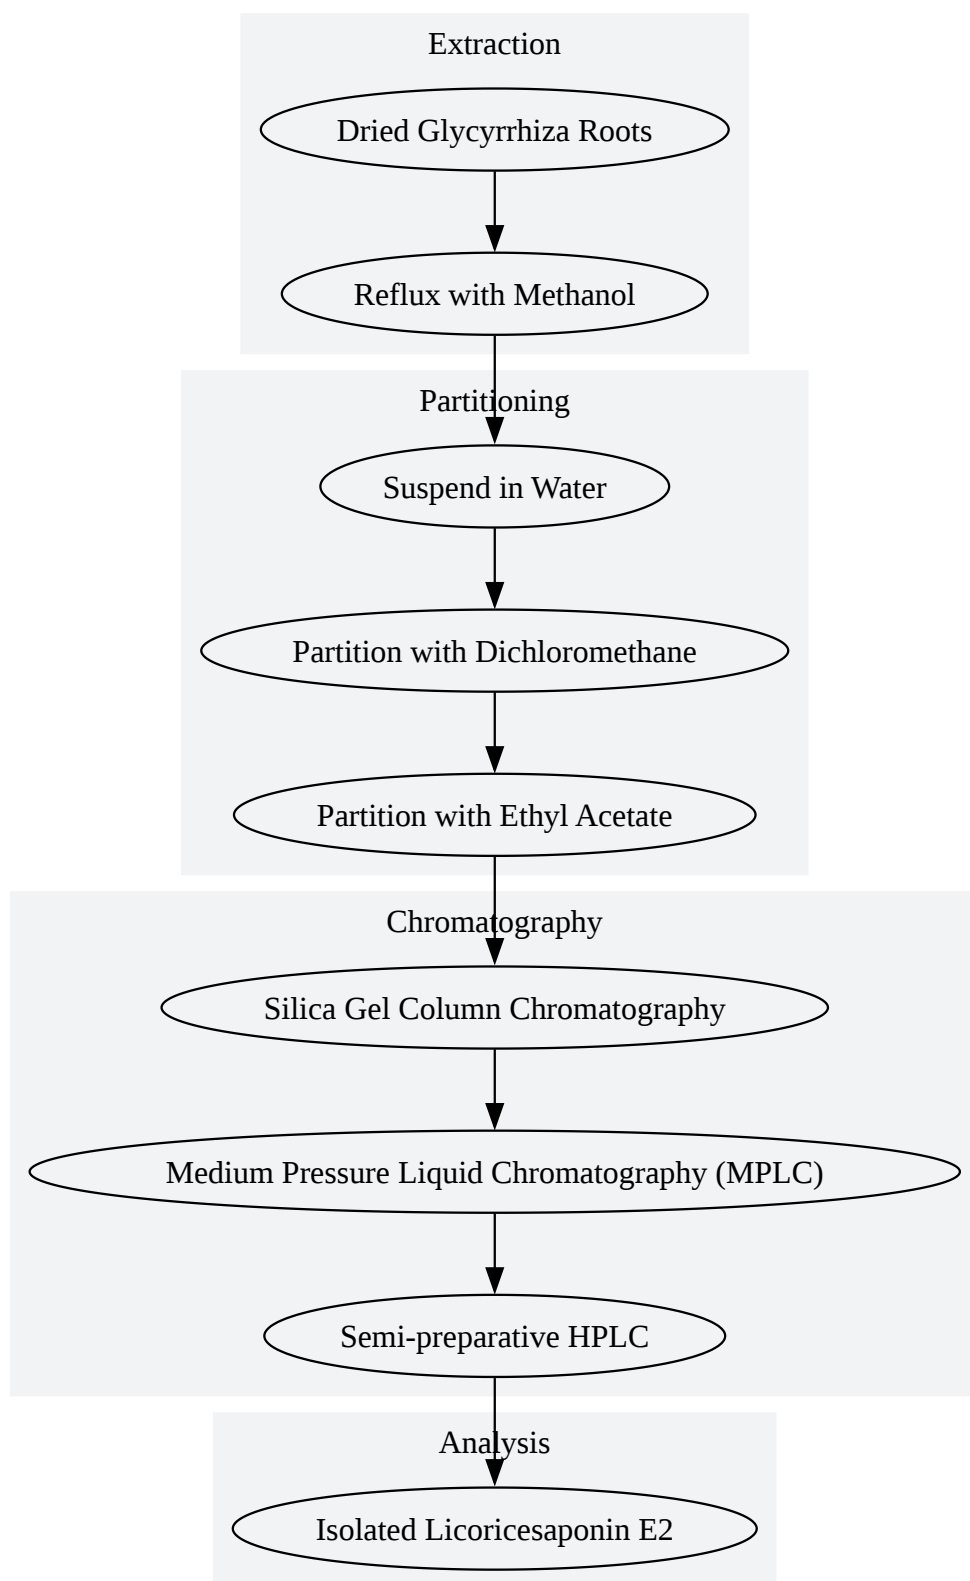 Extraction
Dried Glycyrrhiza Roots
Reflux with Methanol
Partitioning
Suspend in Water
Partition with Dichloromethane
Partition with Ethyl Acetate
Chromatography
Silica Gel Column Chromatography
Medium Pressure Liquid Chromatography (MPLC)
Semi-preparative HPLC
Analysis
Isolated Licoricesaponin E2